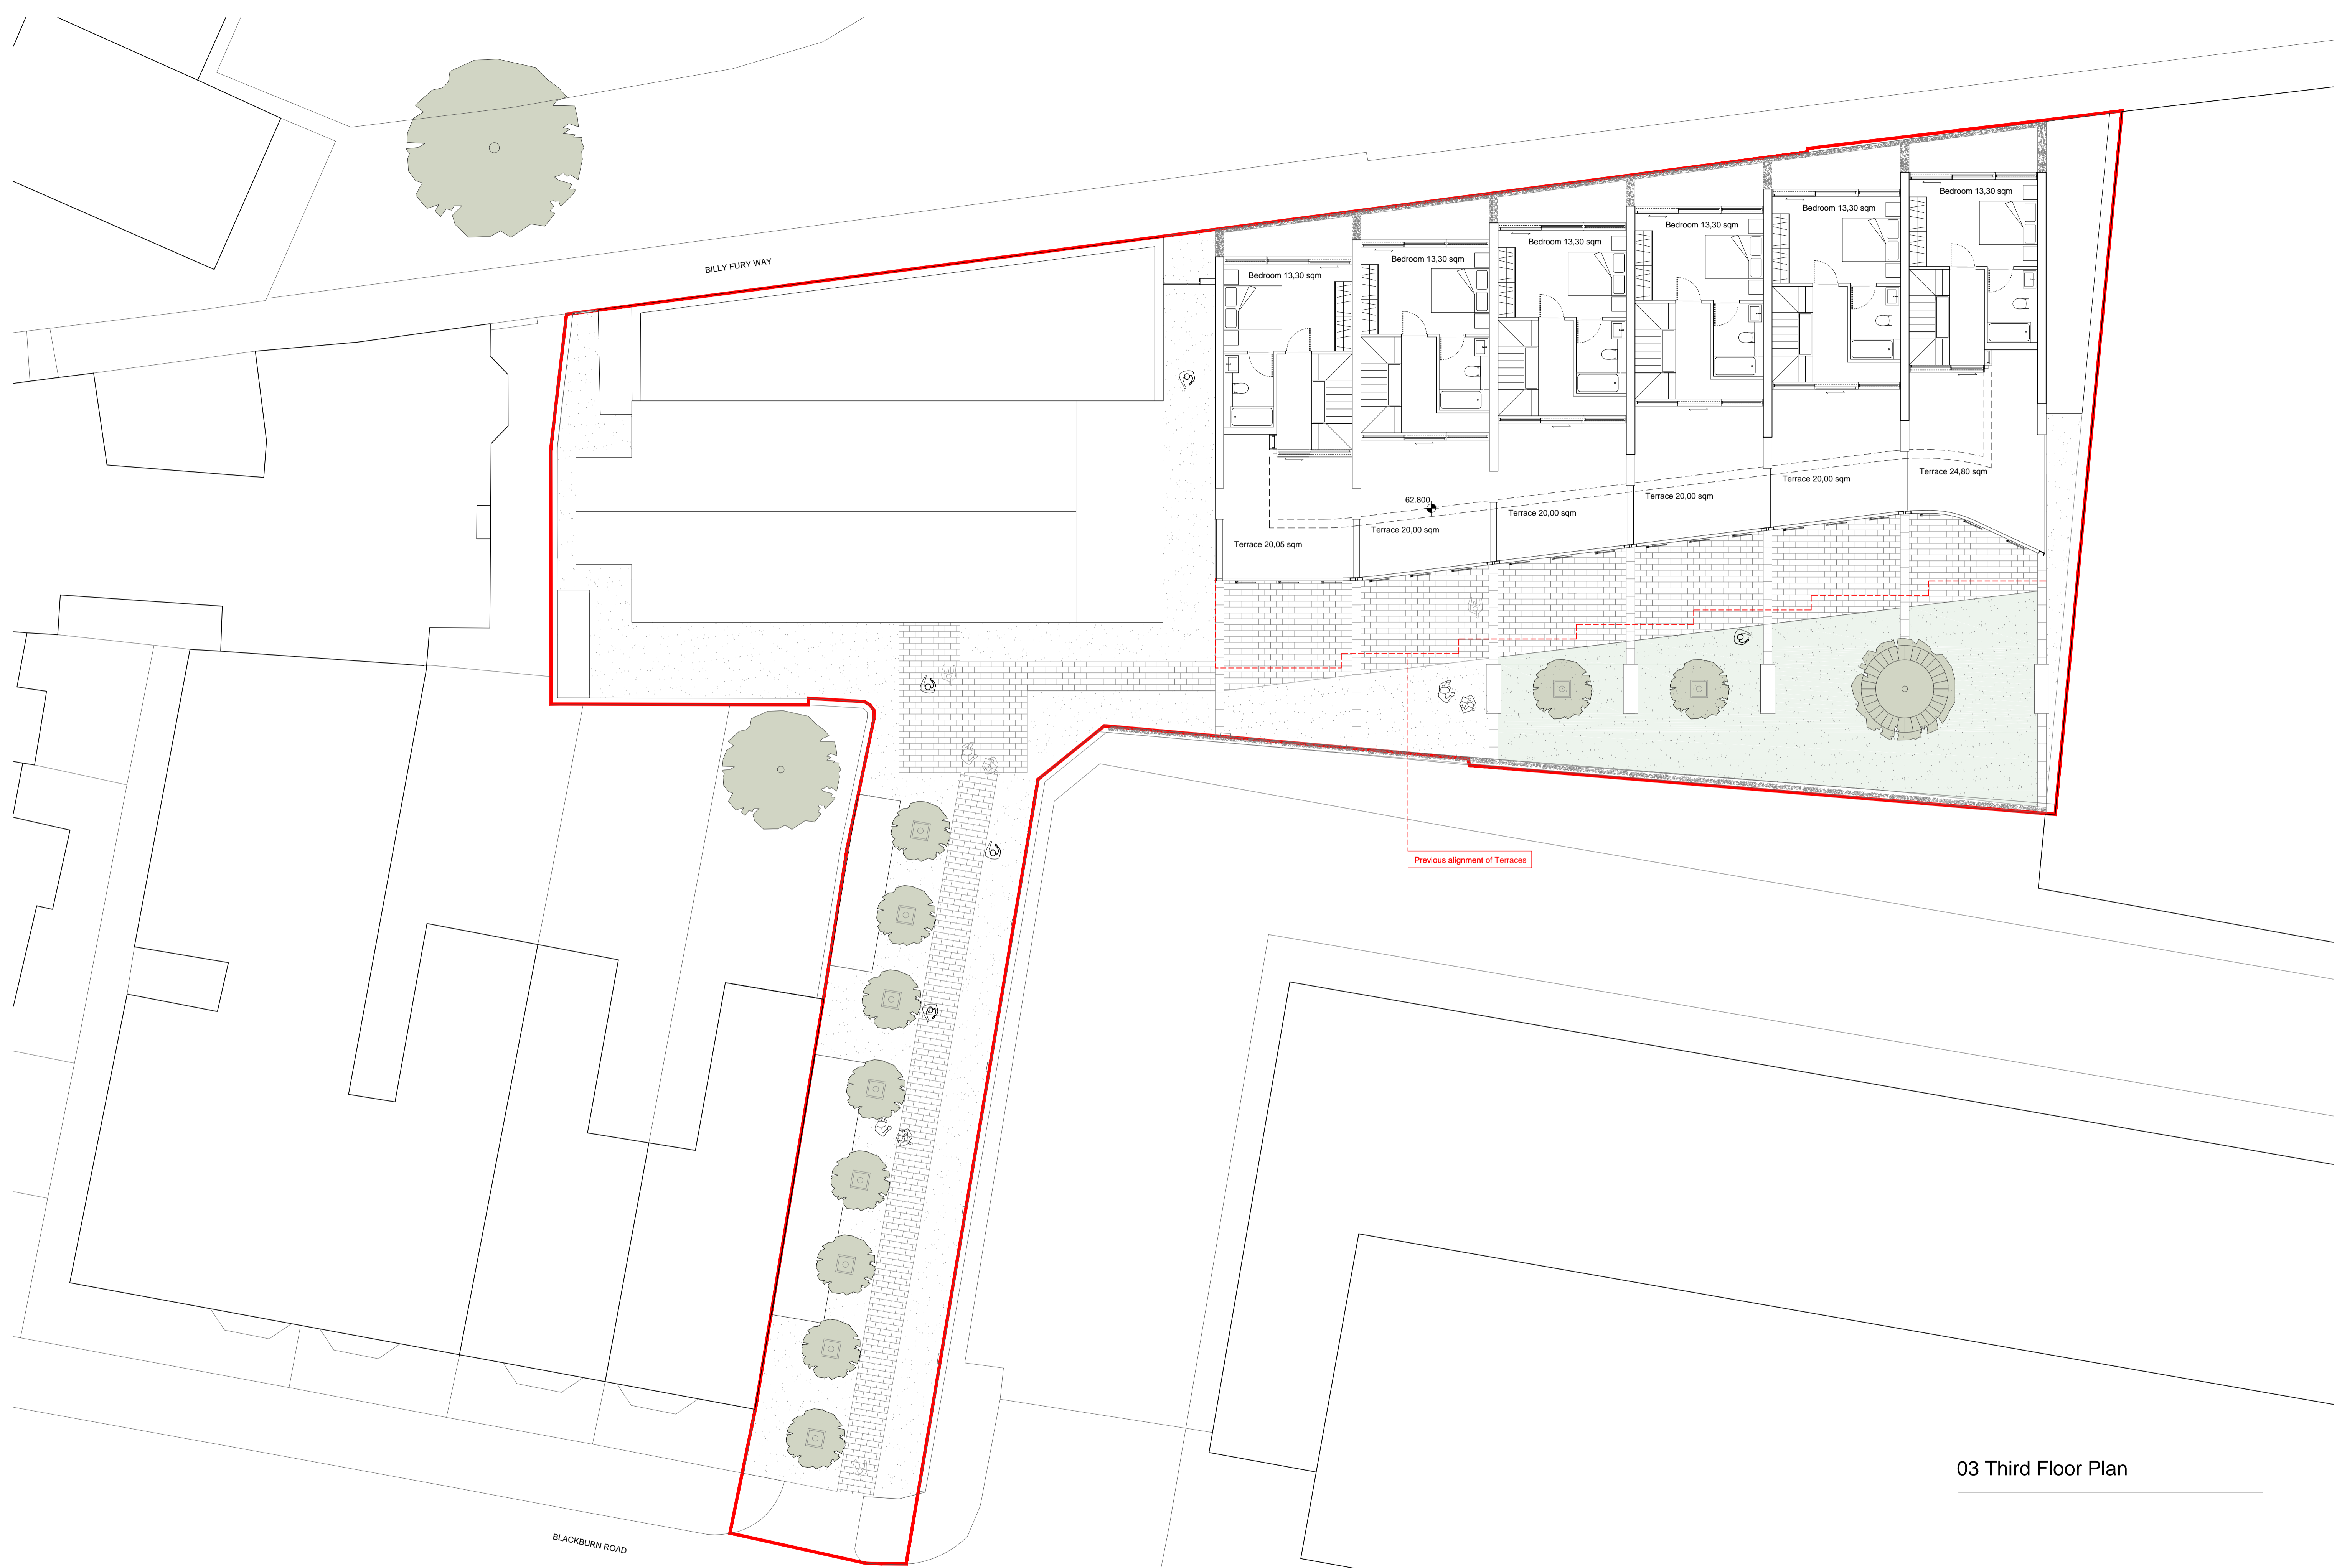 BILLY FURY WAY
Bedroom 13,30 sqm
Bedroom 13,30 sqm
Bedroom 13,30 sqm
Bedroom 13,30 sqm
Bedroom 13,30 sqm
Bedroom 13,30 sqm
Terrace 20,05 sqm
62.800
Terrace 20,00 sqm
Terrace 20,00 sqm
Terrace 20,00 sqm
Terrace 20,00 sqm
Terrace 24,80 sqm
Previous alignment of Terraces
BLACKBURN ROAD
03 Third Floor Plan